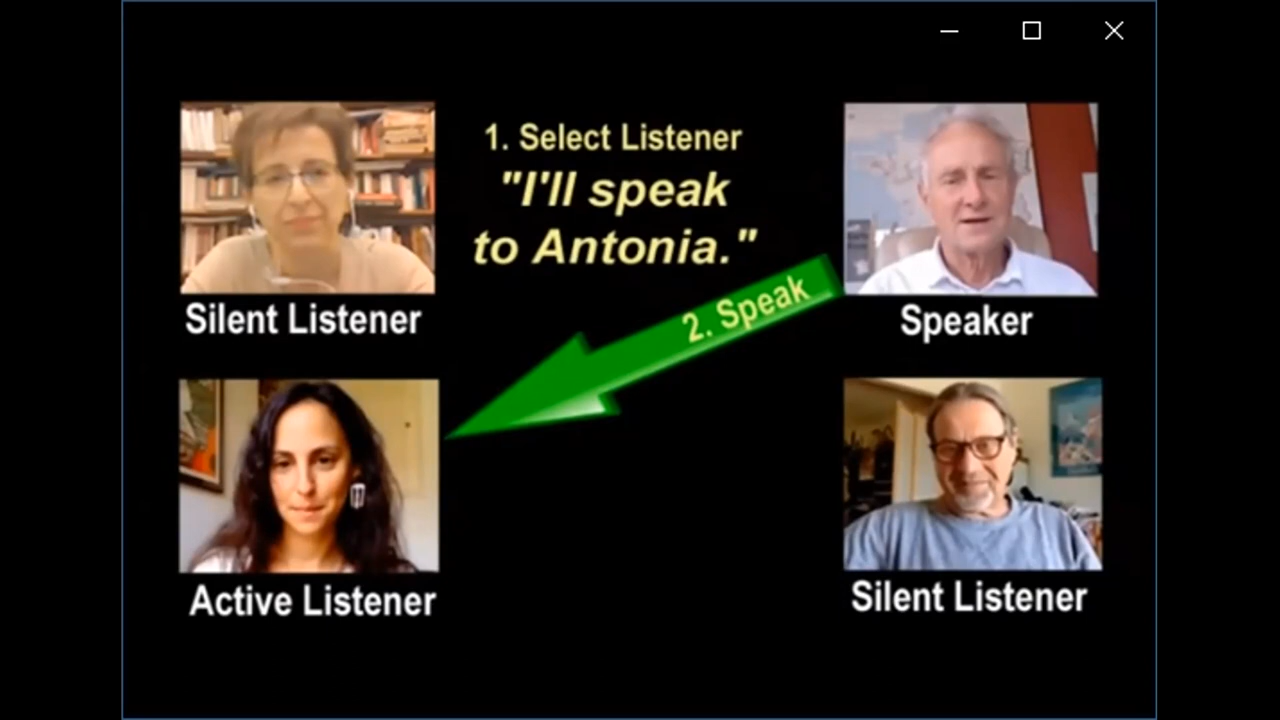 1. Select Listener
"I'll speak
to Antonia."
2. Speak
Silent Listener
Speaker
Active Listener
Silent Listener